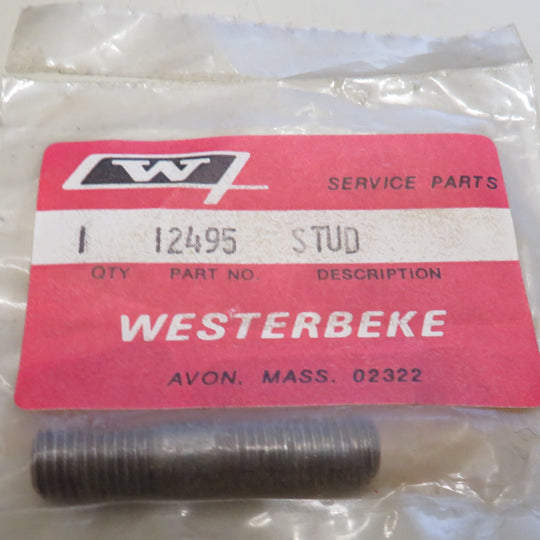 W
SERVICE PARTS
1 12495 STUD
QTY PART NO. DESCRIPTION
WESTERBEKE
AVON, MASS. 02322